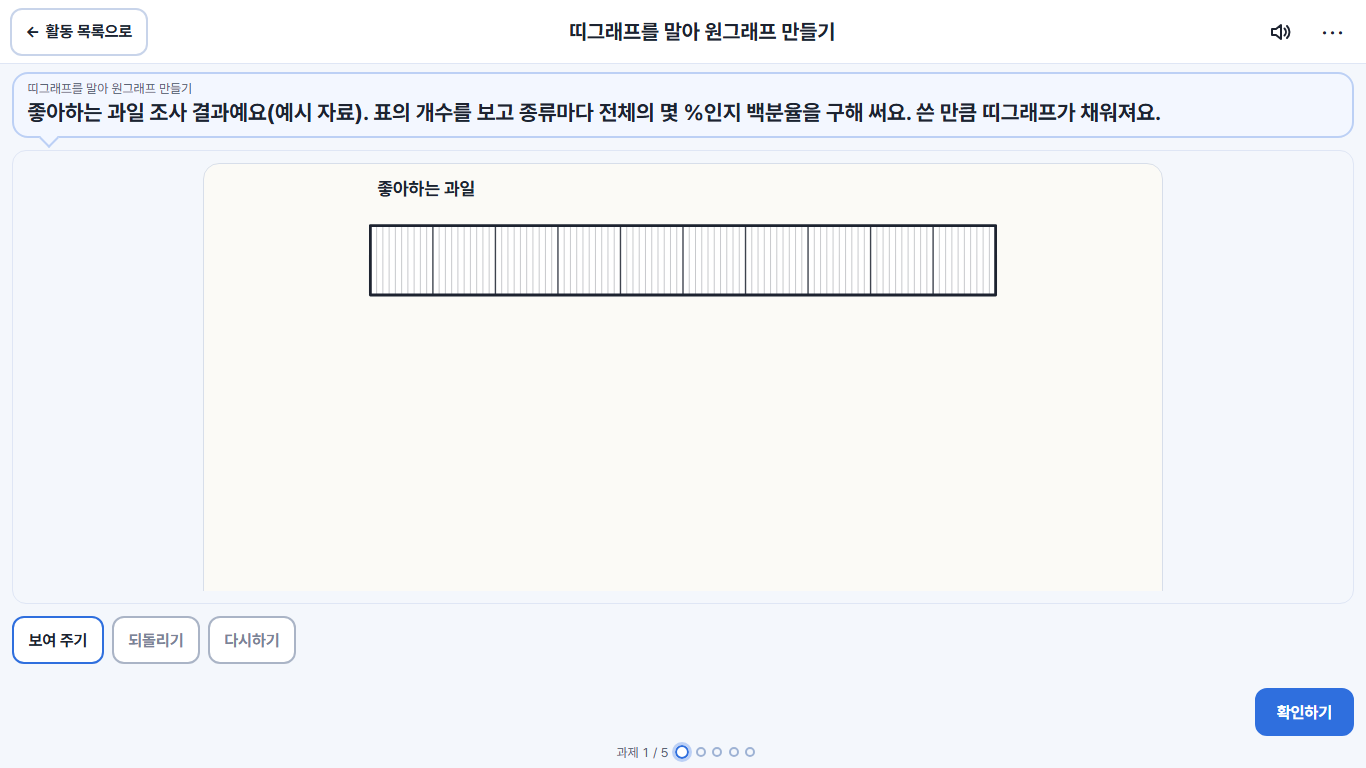 ← 활동 목록으로
띠그래프를 말아 원그래프 만들기
띠그래프를 말아 원그래프 만들기
좋아하는 과일 조사 결과예요(예시 자료). 표의 개수를 보고 종류마다 전체의 몇 %인지 백분율을 구해 써요. 쓴 만큼 띠그래프가 채워져요.
좋아하는 과일
보여 주기
되돌리기
다시하기
확인하기
과제 1 / 5